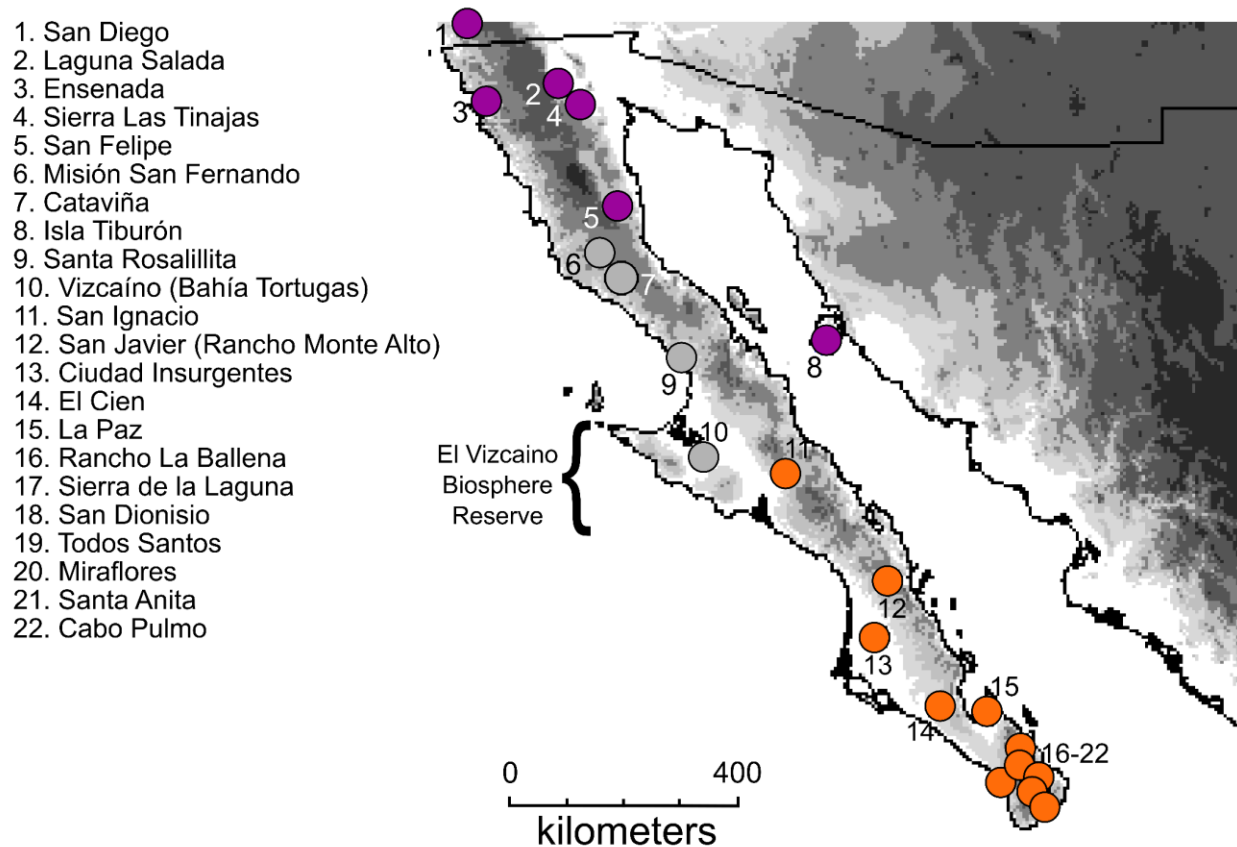 1. San Diego
2. Laguna Salada
3. Ensenada
4. Sierra Las Tinajas
5. San Felipe
6. Misión San Fernando
7. Cataviña
8. Isla Tiburón
9. Santa Rosalillita
10. Vizcaíno (Bahía Tortugas)
11. San Ignacio
12. San Javier (Rancho Monte Alto)
13. Ciudad Insurgentes
14. El Cien
15. La Paz
16. Rancho La Ballena
17. Sierra de la Laguna
18. San Dionisio
19. Todos Santos
20. Miraflores
21. Santa Anita
22. Cabo Pulmo
1
2
3
4
5
6
7
8
9
10
11
El Vizcaino
Biosphere
Reserve
12
13
14
15
16-22
0 400
kilometers